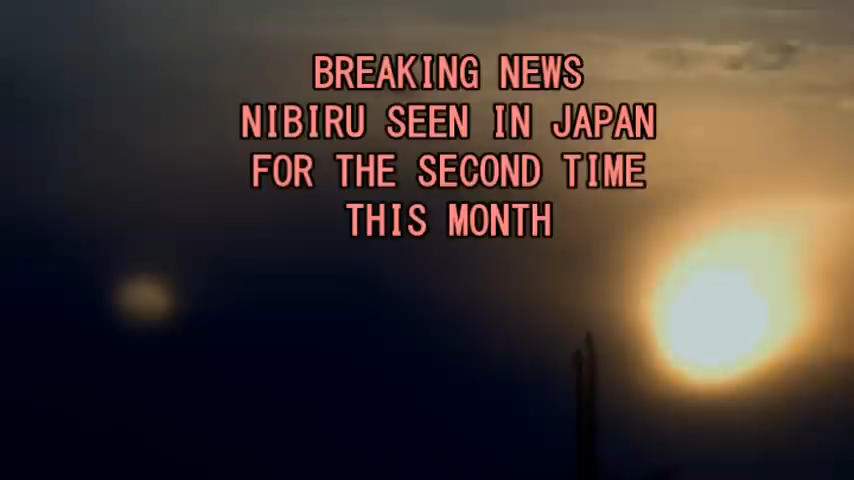 BREAKING NEWS
NIBIRU SEEN IN JAPAN
FOR THE SECOND TIME
THIS MONTH